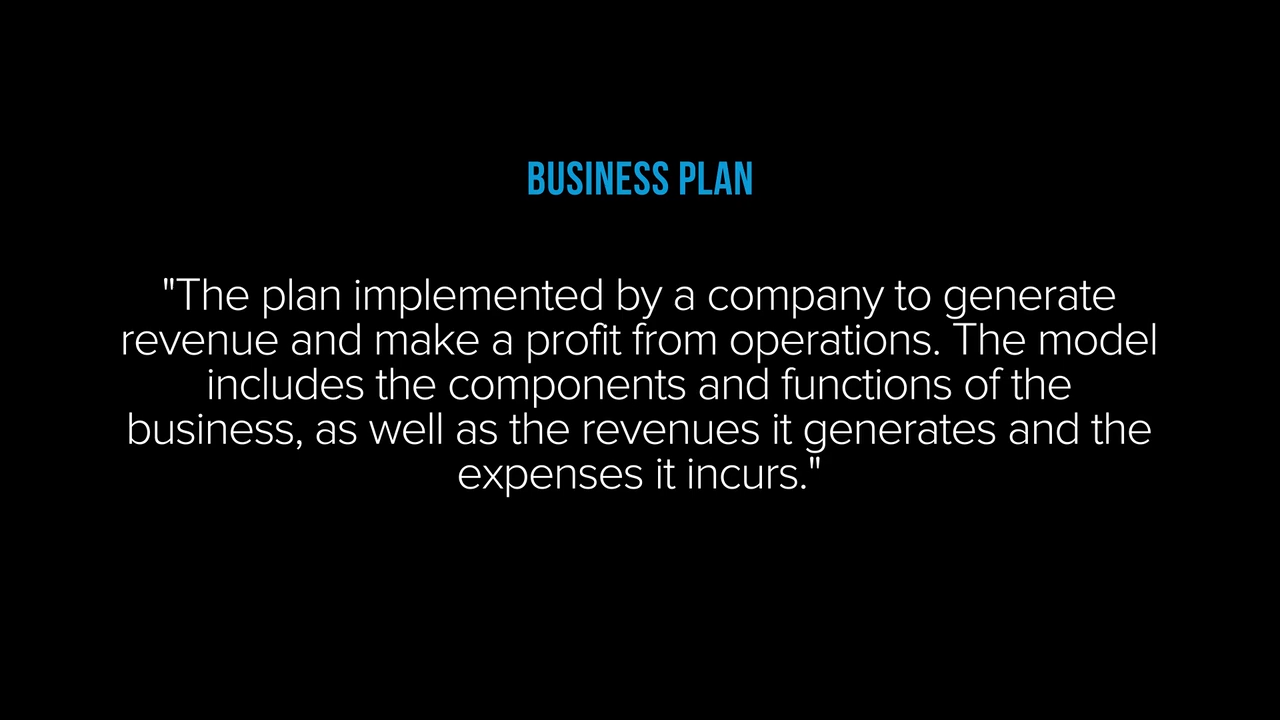 BUSINESS PLAN
"The plan implemented by a company to generate
revenue and make a profit from operations. The model
includes the components and functions of the
business, as well as the revenues it generates and the
expenses it incurs."